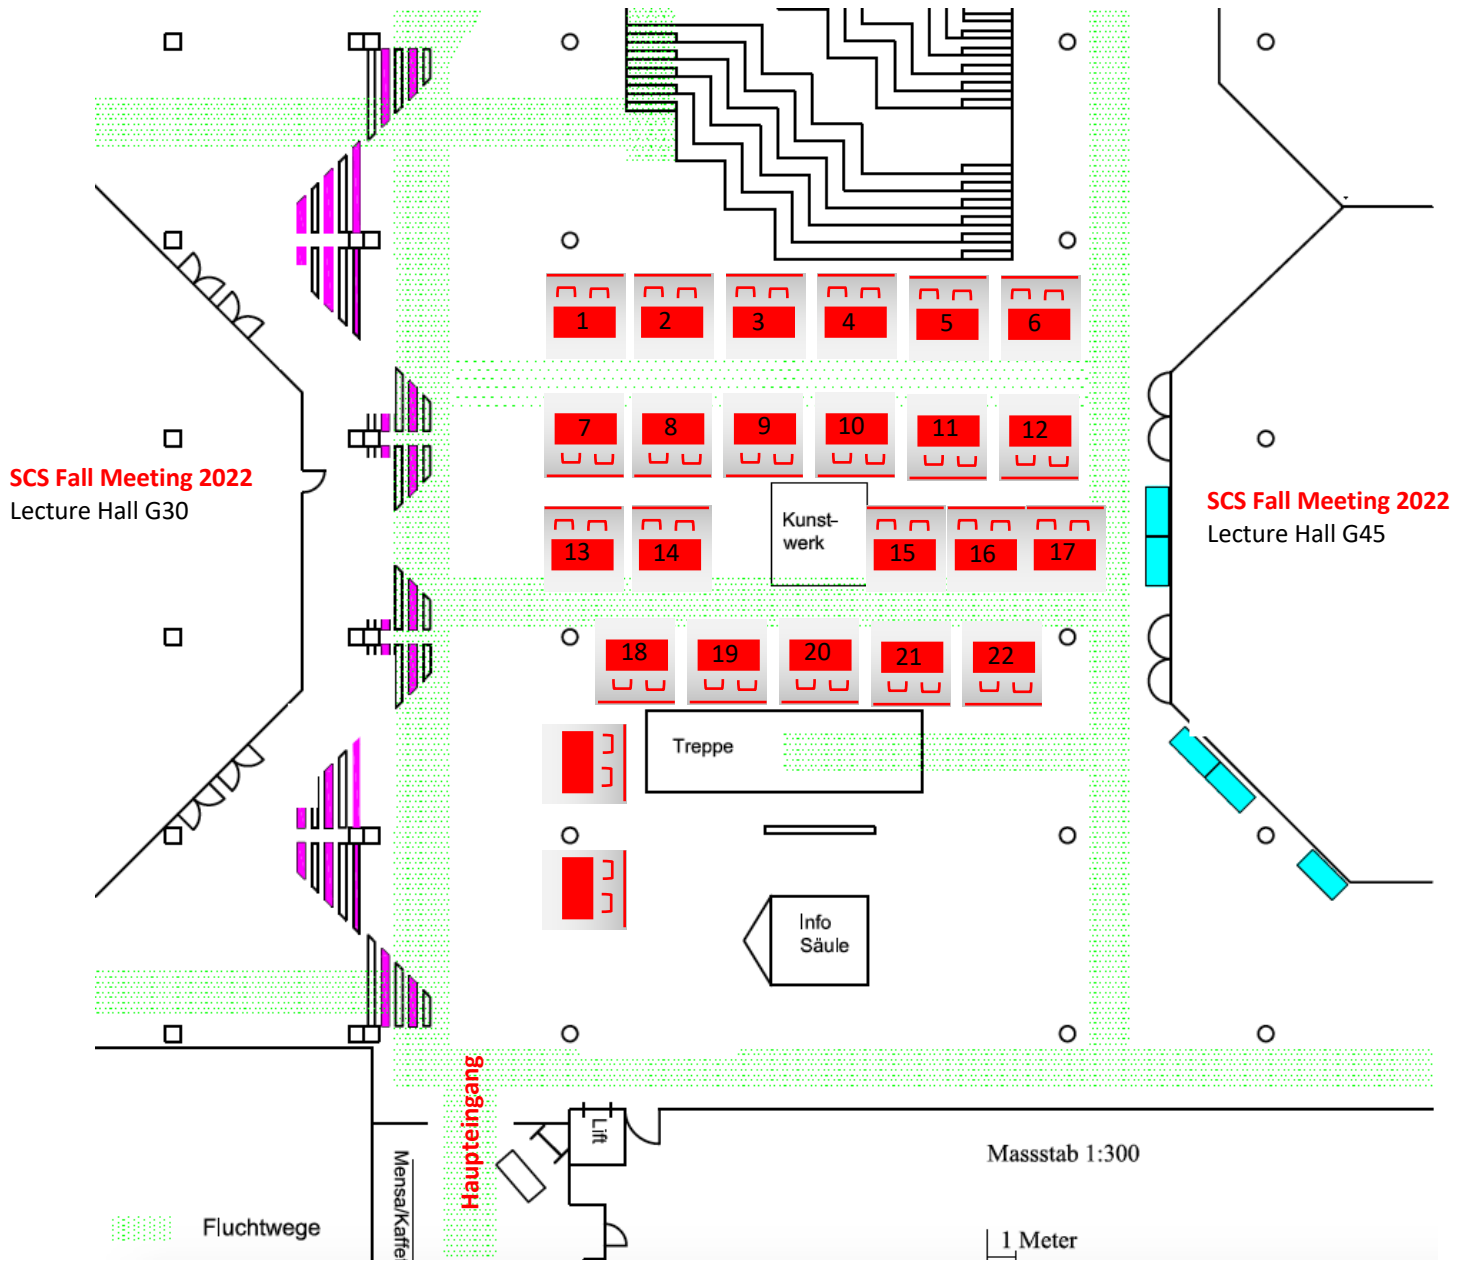 1 2 3 4 5 6
7 8 9 10 11 12
SCS Fall Meeting 2022
Lecture Hall G30
SCS Fall Meeting 2022
Lecture Hall G45
Kunst-
werk
13 14 15 16 17
18 19 20 21 22
Treppe
Info
Säule
Haupteingang
Lift
Mensa/Kaffe
Massstab 1:300
Fluchtwege
1 Meter